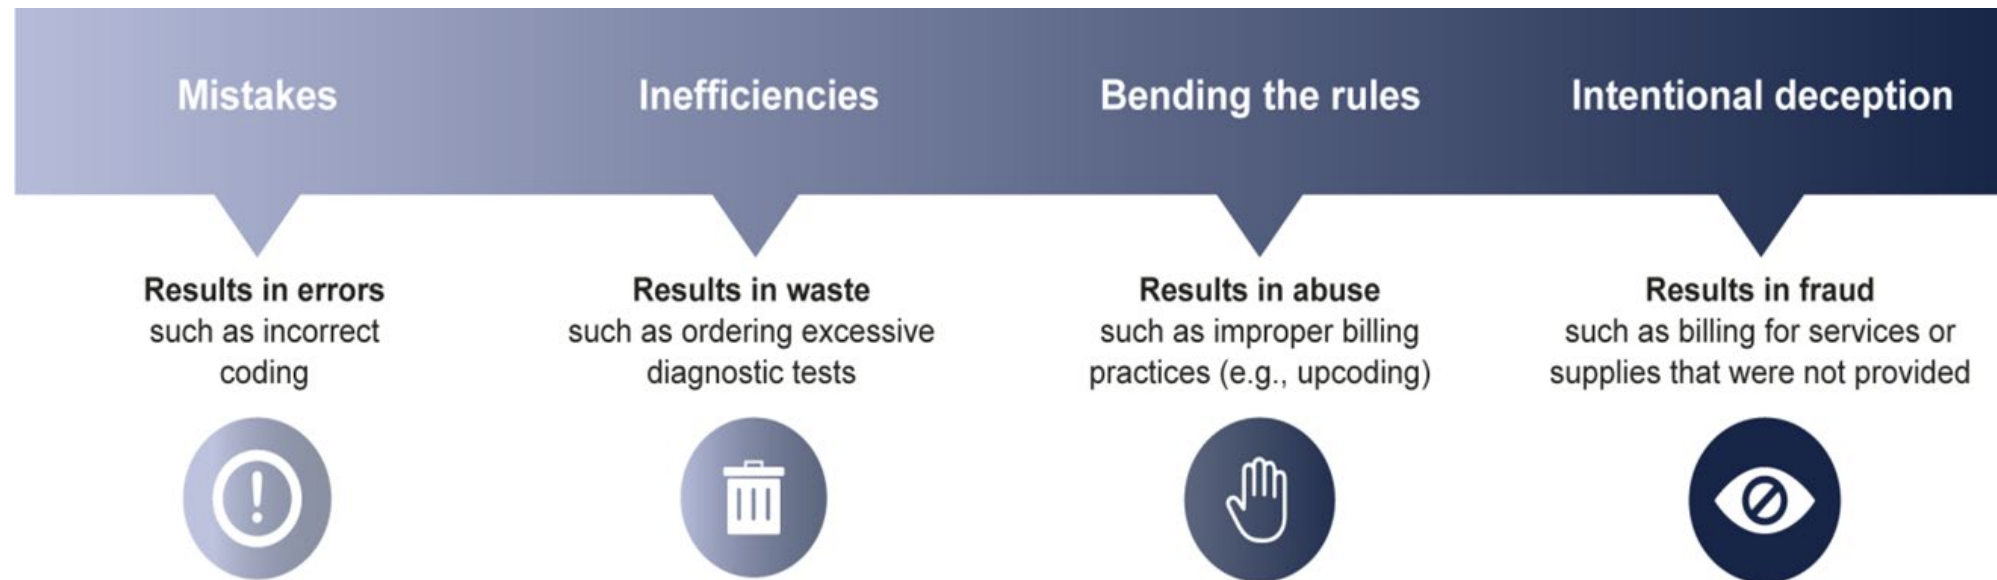 Mistakes
Inefficiencies
Bending the rules
Intentional deception
Results in errors
such as incorrect
coding
Results in waste
such as ordering excessive
diagnostic tests
Results in abuse
such as improper billing
practices (e.g., upcoding)
Results in fraud
such as billing for services or
supplies that were not provided